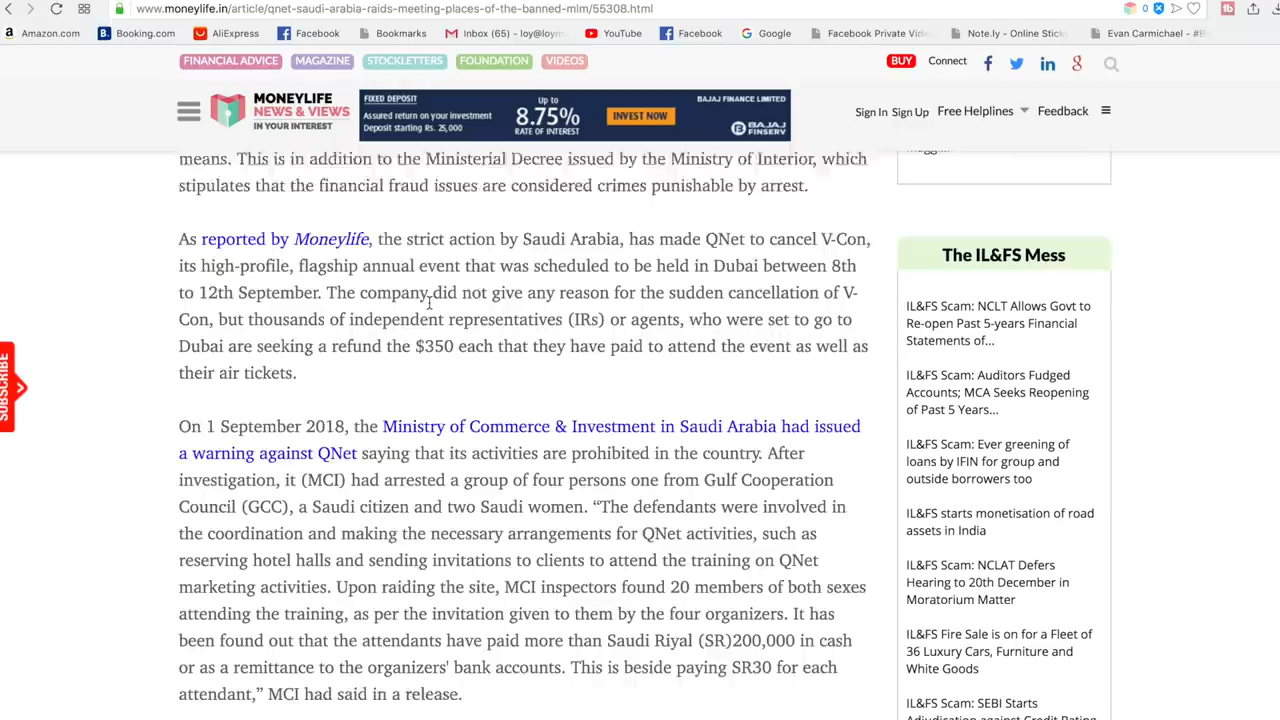 www.moneylife.in/article/qnet-saudi-arabia-raids-meeting-places-of-the-banned-mlm/55308.html
0
Amazon.com Booking.com AliExpress Facebook Bookmarks Inbox (65) - loy@loym... YouTube Facebook Google Facebook Private Vide... Note.ly - Online Stick... Evan Carmichael - #B
FINANCIAL ADVICE MAGAZINE STOCKLETTERS FOUNDATION VIDEOS BUY Connect
MONEYLIFE
NEWS & VIEWS
IN YOUR INTEREST
FIXED DEPOSIT
Assured return on your investment
Deposit starting Rs. 25,000
Up to
8.75%
RATE OF INTEREST
INVEST NOW
BAJAJ FINANCE LIMITED
BAJAJ
FINSERV
Sign In Sign Up Free Helplines Feedback
means. This is in addition to the Ministerial Decree issued by the Ministry of Interior, which
stipulates that the financial fraud issues are considered crimes punishable by arrest.
As reported by Moneylife, the strict action by Saudi Arabia, has made QNet to cancel V-Con,
its high-profile, flagship annual event that was scheduled to be held in Dubai between 8th
to 12th September. The company did not give any reason for the sudden cancellation of V-
Con, but thousands of independent representatives (IRs) or agents, who were set to go to
Dubai are seeking a refund the $350 each that they have paid to attend the event as well as
their air tickets.
On 1 September 2018, the Ministry of Commerce & Investment in Saudi Arabia had issued
a warning against QNet saying that its activities are prohibited in the country. After
investigation, it (MCI) had arrested a group of four persons one from Gulf Cooperation
Council (GCC), a Saudi citizen and two Saudi women. “The defendants were involved in
the coordination and making the necessary arrangements for QNet activities, such as
reserving hotel halls and sending invitations to clients to attend the training on QNet
marketing activities. Upon raiding the site, MCI inspectors found 20 members of both sexes
attending the training, as per the invitation given to them by the four organizers. It has
been found out that the attendants have paid more than Saudi Riyal (SR)200,000 in cash
or as a remittance to the organizers' bank accounts. This is beside paying SR30 for each
attendant,” MCI had said in a release.
SUBSCRIBE
The IL&FS Mess
IL&FS Scam: NCLT Allows Govt to
Re-open Past 5-years Financial
Statements of...
IL&FS Scam: Auditors Fudged
Accounts; MCA Seeks Reopening
of Past 5 Years...
IL&FS Scam: Ever greening of
loans by IFIN for group and
outside borrowers too
IL&FS starts monetisation of road
assets in India
IL&FS Scam: NCLAT Defers
Hearing to 20th December in
Moratorium Matter
IL&FS Fire Sale is on for a Fleet of
36 Luxury Cars, Furniture and
White Goods
IL&FS Scam: SEBI Starts
Adjudication against Credit Rating